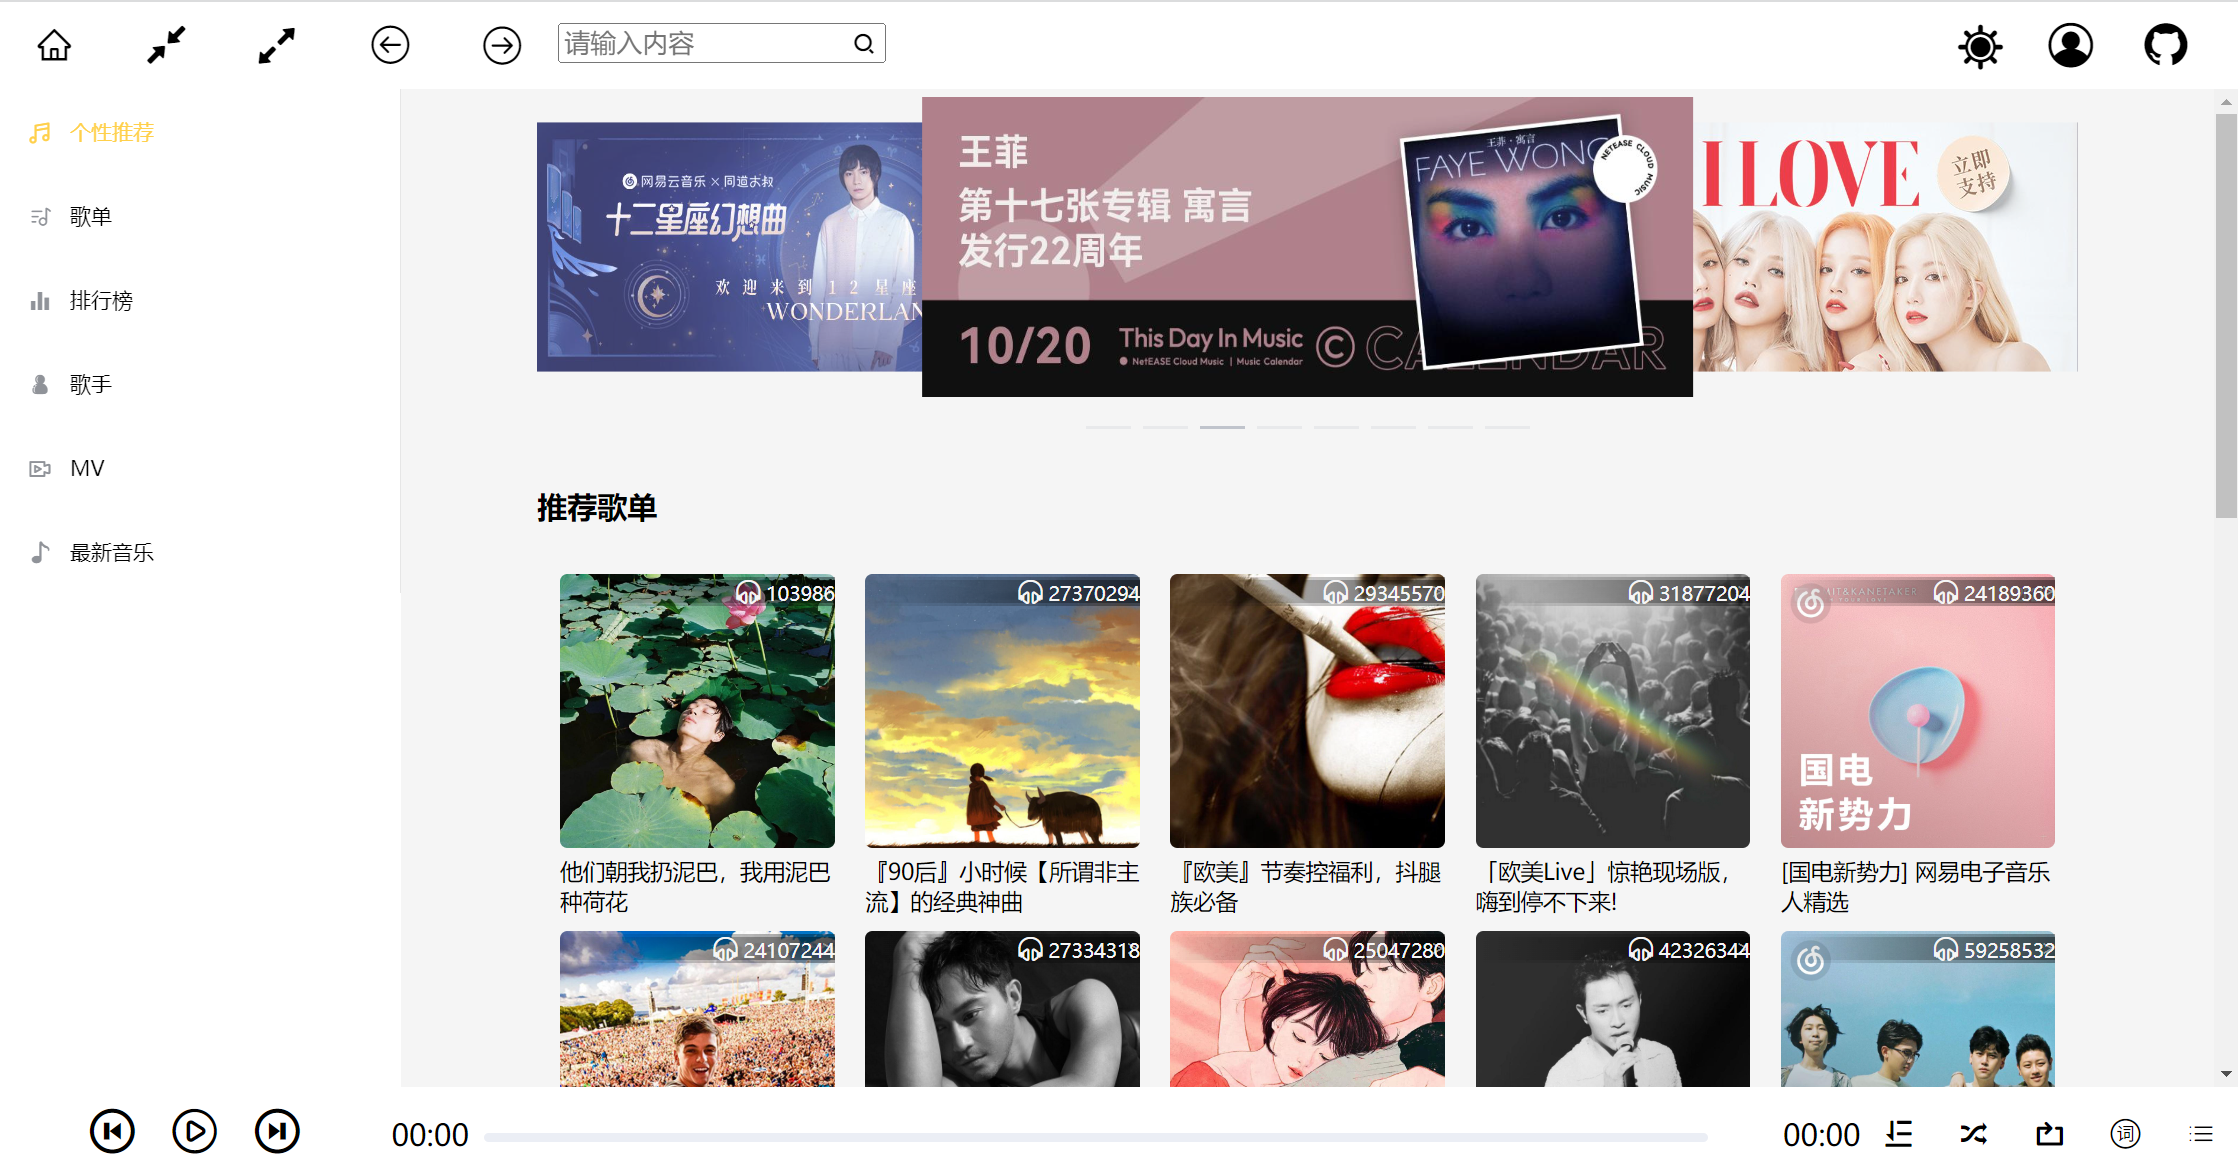 请输入内容
个性推荐
歌单
排行榜
歌手
MV
最新音乐
网易云音乐 × 同道大叔
十二星座幻想曲
欢迎来到12星座
WONDERLAN
王菲
第十七张专辑 寓言
发行22周年
10/20
This Day In Music
NetEASE Cloud Music | Music Calendar
CALENDAR
王菲·寓言
FAYE WONG
NETEASE CLOUD MUSIC
I LOVE
立即
支持
推荐歌单
103986
27370294
29345570
31877204
24189360
国电
新势力
他们朝我扔泥巴，我用泥巴
种荷花
『90后』小时候【所谓非主
流】的经典神曲
『欧美』节奏控福利，抖腿
族必备
「欧美Live」惊艳现场版，
嗨到停不下来!
[国电新势力] 网易电子音乐
人精选
24107244
27334318
25047280
42326344
59258532
00:00
00:00
词